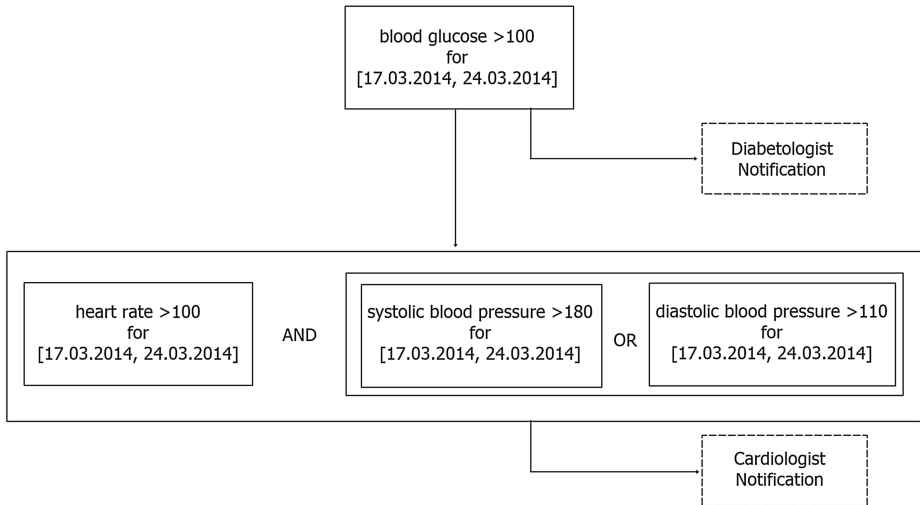 blood glucose >100
for
[17.03.2014, 24.03.2014]
Diabetologist
Notification
heart rate >100
for
[17.03.2014, 24.03.2014]
AND
systolic blood pressure >180
for
[17.03.2014, 24.03.2014]
OR
diastolic blood pressure >110
for
[17.03.2014, 24.03.2014]
Cardiologist
Notification